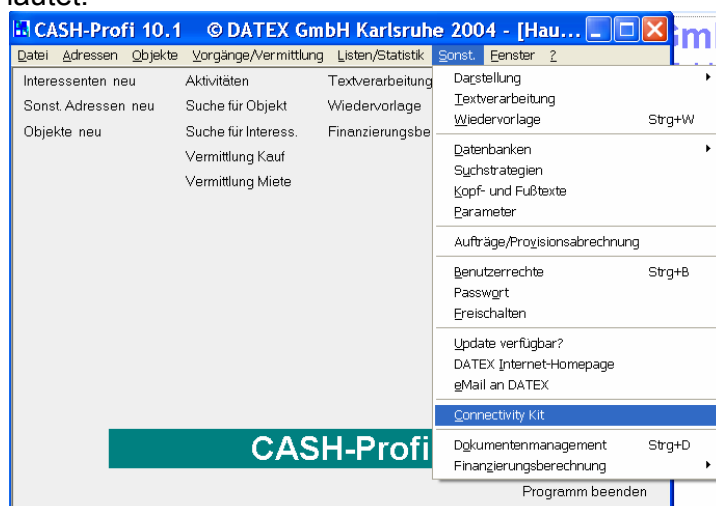 lautet:
CASH-Profi 10.1 © DATEX GmbH Karlsruhe 2004 - [Hau...
Datei Adressen Objekte Vorgänge/Vermittlung Listen/Statistik Sonst. Fenster ?
Interessenten neu Aktivitäten Textverarbeitung
Sonst. Adressen neu Suche für Objekt Wiedervorlage
Objekte neu Suche für Interess. Finanzierungsbe
Vermittlung Kauf
Vermittlung Miete
Darstellung
Textverarbeitung
Wiedervorlage Strg+W
Datenbanken
Suchstrategien
Kopf- und Fußtexte
Parameter
Aufträge/Provisionsabrechnung
Benutzerrechte Strg+B
Passwort
Freischalten
Update verfügbar?
DATEX Internet-Homepage
eMail an DATEX
Connectivity Kit
Dokumentenmanagement Strg+D
Finanzierungsberechnung
CASH-Profi
Programm beenden